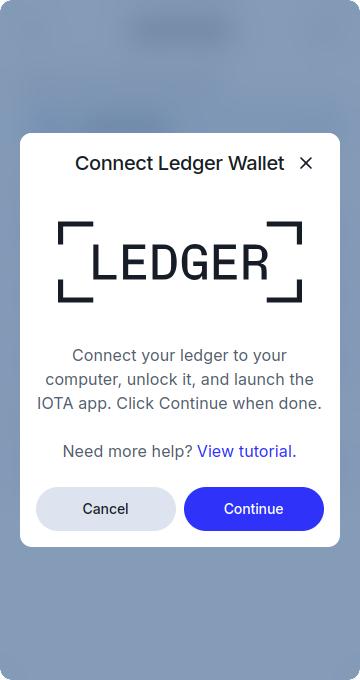 Connect Ledger Wallet
LEDGER
Connect your ledger to your
computer, unlock it, and launch the
IOTA app. Click Continue when done.
Need more help? View tutorial.
Cancel
Continue